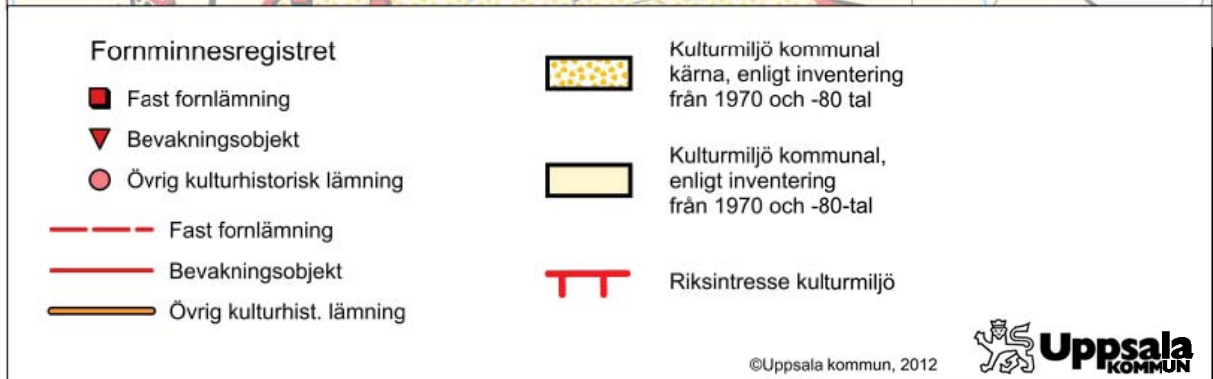 Fornminnesregistret
Fast fornlämning
Bevakningsobjekt
Övrig kulturhistorisk lämning
Fast fornlämning
Bevakningsobjekt
Övrig kulturhist. lämning
Kulturmiljö kommunal
kärna, enligt inventering
från 1970 och -80 tal
Kulturmiljö kommunal,
enligt inventering
från 1970 och -80-tal
Riksintresse kulturmiljö
©Uppsala kommun, 2012
Uppsala
KOMMUN